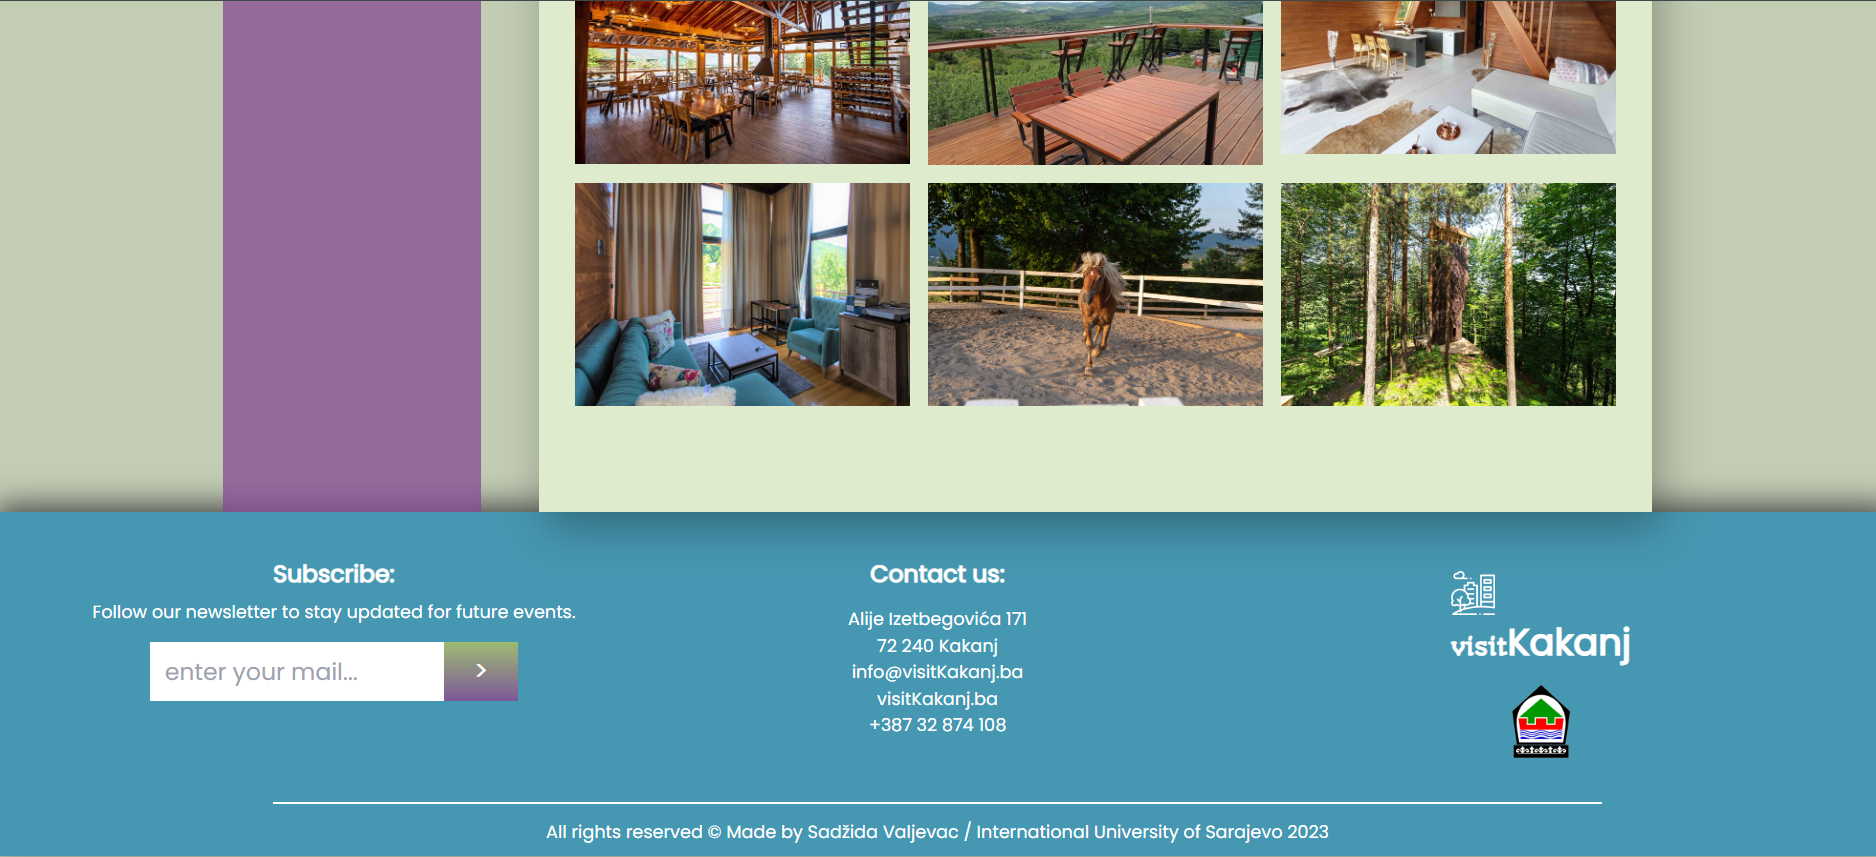 Subscribe:
Follow our newsletter to stay updated for future events.
enter your mail...
>
Contact us:
Alije Izetbegovića 171
72 240 Kakanj
info@visitKakanj.ba
visitKakanj.ba
+387 32 874 108
visitKakanj
All rights reserved © Made by Sadžida Valjevac / International University of Sarajevo 2023